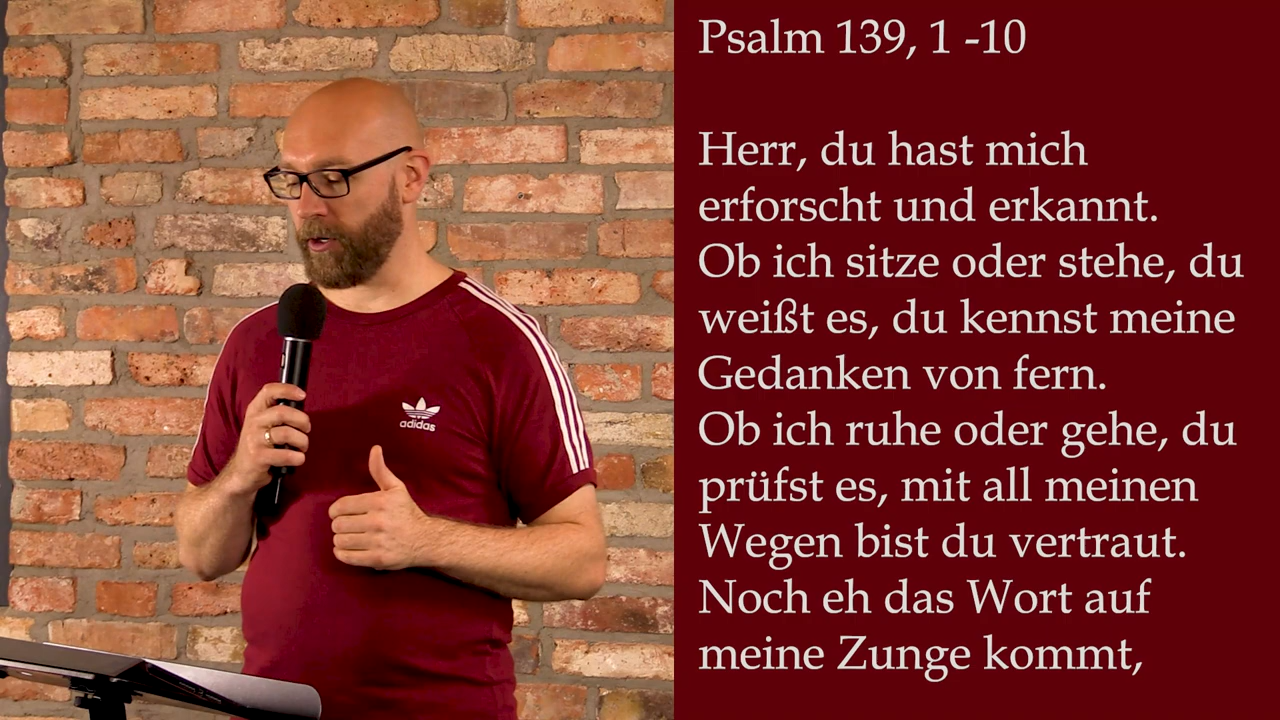 adidas
Psalm 139, 1 -10
Herr, du hast mich
erforscht und erkannt.
Ob ich sitze oder stehe, du
weißt es, du kennst meine
Gedanken von fern.
Ob ich ruhe oder gehe, du
prüfst es, mit all meinen
Wegen bist du vertraut.
Noch eh das Wort auf
meine Zunge kommt,